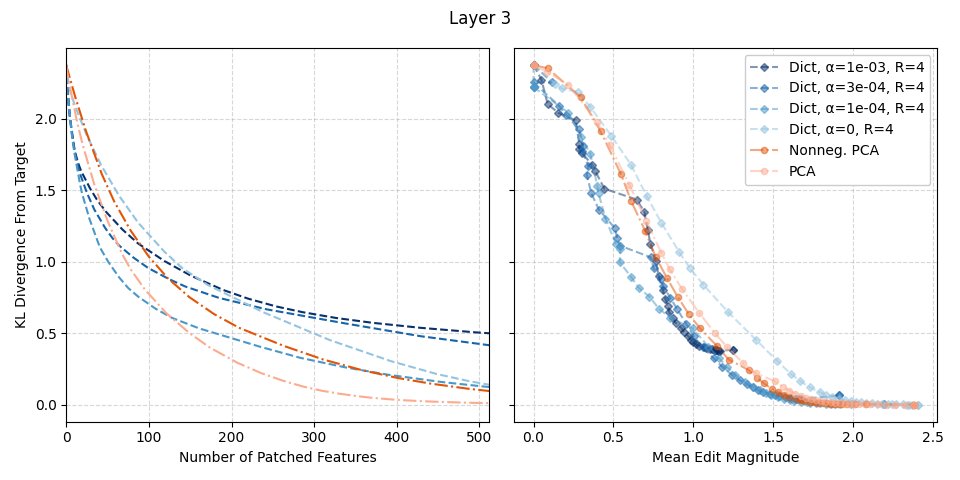 Layer 3
KL Divergence From Target
2.0
1.5
1.0
0.5
0.0
0 100 200 300 400 500
Number of Patched Features
Dict, α=1e-03, R=4
Dict, α=3e-04, R=4
Dict, α=1e-04, R=4
Dict, α=0, R=4
Nonneg. PCA
PCA
0.0 0.5 1.0 1.5 2.0 2.5
Mean Edit Magnitude